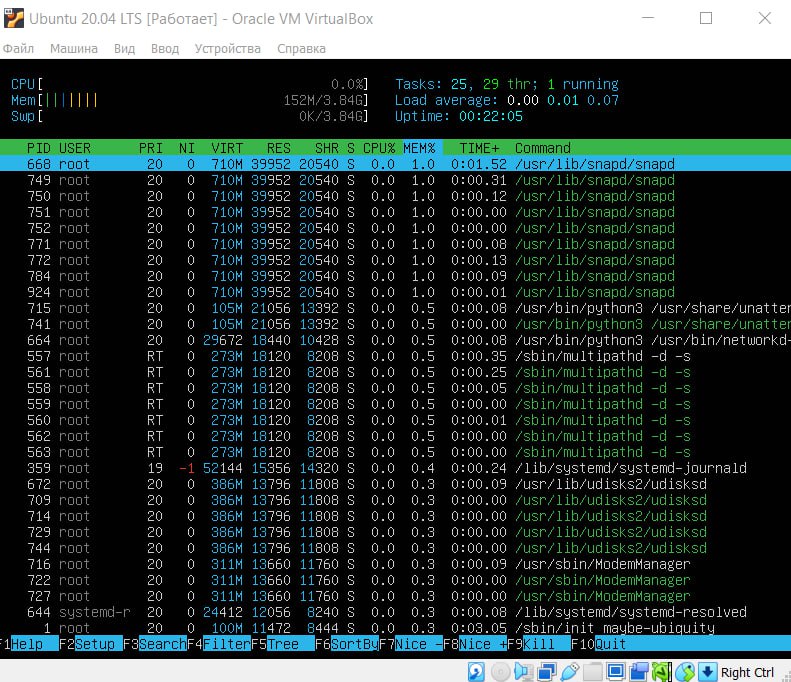 Ubuntu 20.04 LTS [Работает] - Oracle VM VirtualBox
Файл Машина Вид Ввод Устройства Справка
CPU[ 0.0%] Tasks: 25, 29 thr; 1 running
Mem[||||||| 152M/3.84G] Load average: 0.00 0.01 0.07
Swp[ 0K/3.84G] Uptime: 00:22:05
PID USER PRI NI VIRT RES SHR S CPU% MEM% TIME+ Command
668 root 20 0 710M 39952 20540 S 0.0 1.0 0:01.52 /usr/lib/snapd/snapd
749 root 20 0 710M 39952 20540 S 0.0 1.0 0:00.31 /usr/lib/snapd/snapd
750 root 20 0 710M 39952 20540 S 0.0 1.0 0:00.12 /usr/lib/snapd/snapd
751 root 20 0 710M 39952 20540 S 0.0 1.0 0:00.00 /usr/lib/snapd/snapd
752 root 20 0 710M 39952 20540 S 0.0 1.0 0:00.00 /usr/lib/snapd/snapd
771 root 20 0 710M 39952 20540 S 0.0 1.0 0:00.08 /usr/lib/snapd/snapd
772 root 20 0 710M 39952 20540 S 0.0 1.0 0:00.13 /usr/lib/snapd/snapd
784 root 20 0 710M 39952 20540 S 0.0 1.0 0:00.09 /usr/lib/snapd/snapd
924 root 20 0 710M 39952 20540 S 0.0 1.0 0:00.01 /usr/lib/snapd/snapd
715 root 20 0 105M 21056 13392 S 0.0 0.5 0:00.08 /usr/bin/python3 /usr/share/unatten
741 root 20 0 105M 21056 13392 S 0.0 0.5 0:00.00 /usr/bin/python3 /usr/share/unatten
664 root 20 0 29672 18440 10428 S 0.0 0.5 0:00.08 /usr/bin/python3 /usr/bin/networkd-
557 root RT 0 273M 18120 8208 S 0.0 0.5 0:00.35 /sbin/multipathd -d -s
561 root RT 0 273M 18120 8208 S 0.0 0.5 0:00.25 /sbin/multipathd -d -s
558 root RT 0 273M 18120 8208 S 0.0 0.5 0:00.05 /sbin/multipathd -d -s
559 root RT 0 273M 18120 8208 S 0.0 0.5 0:00.00 /sbin/multipathd -d -s
560 root RT 0 273M 18120 8208 S 0.0 0.5 0:00.01 /sbin/multipathd -d -s
562 root RT 0 273M 18120 8208 S 0.0 0.5 0:00.00 /sbin/multipathd -d -s
563 root RT 0 273M 18120 8208 S 0.0 0.5 0:00.00 /sbin/multipathd -d -s
359 root 19 -1 52144 15356 14320 S 0.0 0.4 0:00.24 /lib/systemd/systemd-journald
672 root 20 0 386M 13796 11808 S 0.0 0.3 0:00.09 /usr/lib/udisks2/udisksd
709 root 20 0 386M 13796 11808 S 0.0 0.3 0:00.00 /usr/lib/udisks2/udisksd
714 root 20 0 386M 13796 11808 S 0.0 0.3 0:00.00 /usr/lib/udisks2/udisksd
729 root 20 0 386M 13796 11808 S 0.0 0.3 0:00.00 /usr/lib/udisks2/udisksd
744 root 20 0 386M 13796 11808 S 0.0 0.3 0:00.00 /usr/lib/udisks2/udisksd
716 root 20 0 311M 13660 11760 S 0.0 0.3 0:00.09 /usr/sbin/ModemManager
722 root 20 0 311M 13660 11760 S 0.0 0.3 0:00.00 /usr/sbin/ModemManager
727 root 20 0 311M 13660 11760 S 0.0 0.3 0:00.00 /usr/sbin/ModemManager
644 systemd-r 20 0 24412 12056 8240 S 0.0 0.3 0:00.08 /lib/systemd/systemd-resolved
1 root 20 0 100M 11472 8444 S 0.0 0.3 0:03.05 /sbin/init maybe-ubiquity
F1Help F2Setup F3SearchF4FilterF5Tree F6SortByF7Nice -F8Nice +F9Kill F10Quit
Right Ctrl